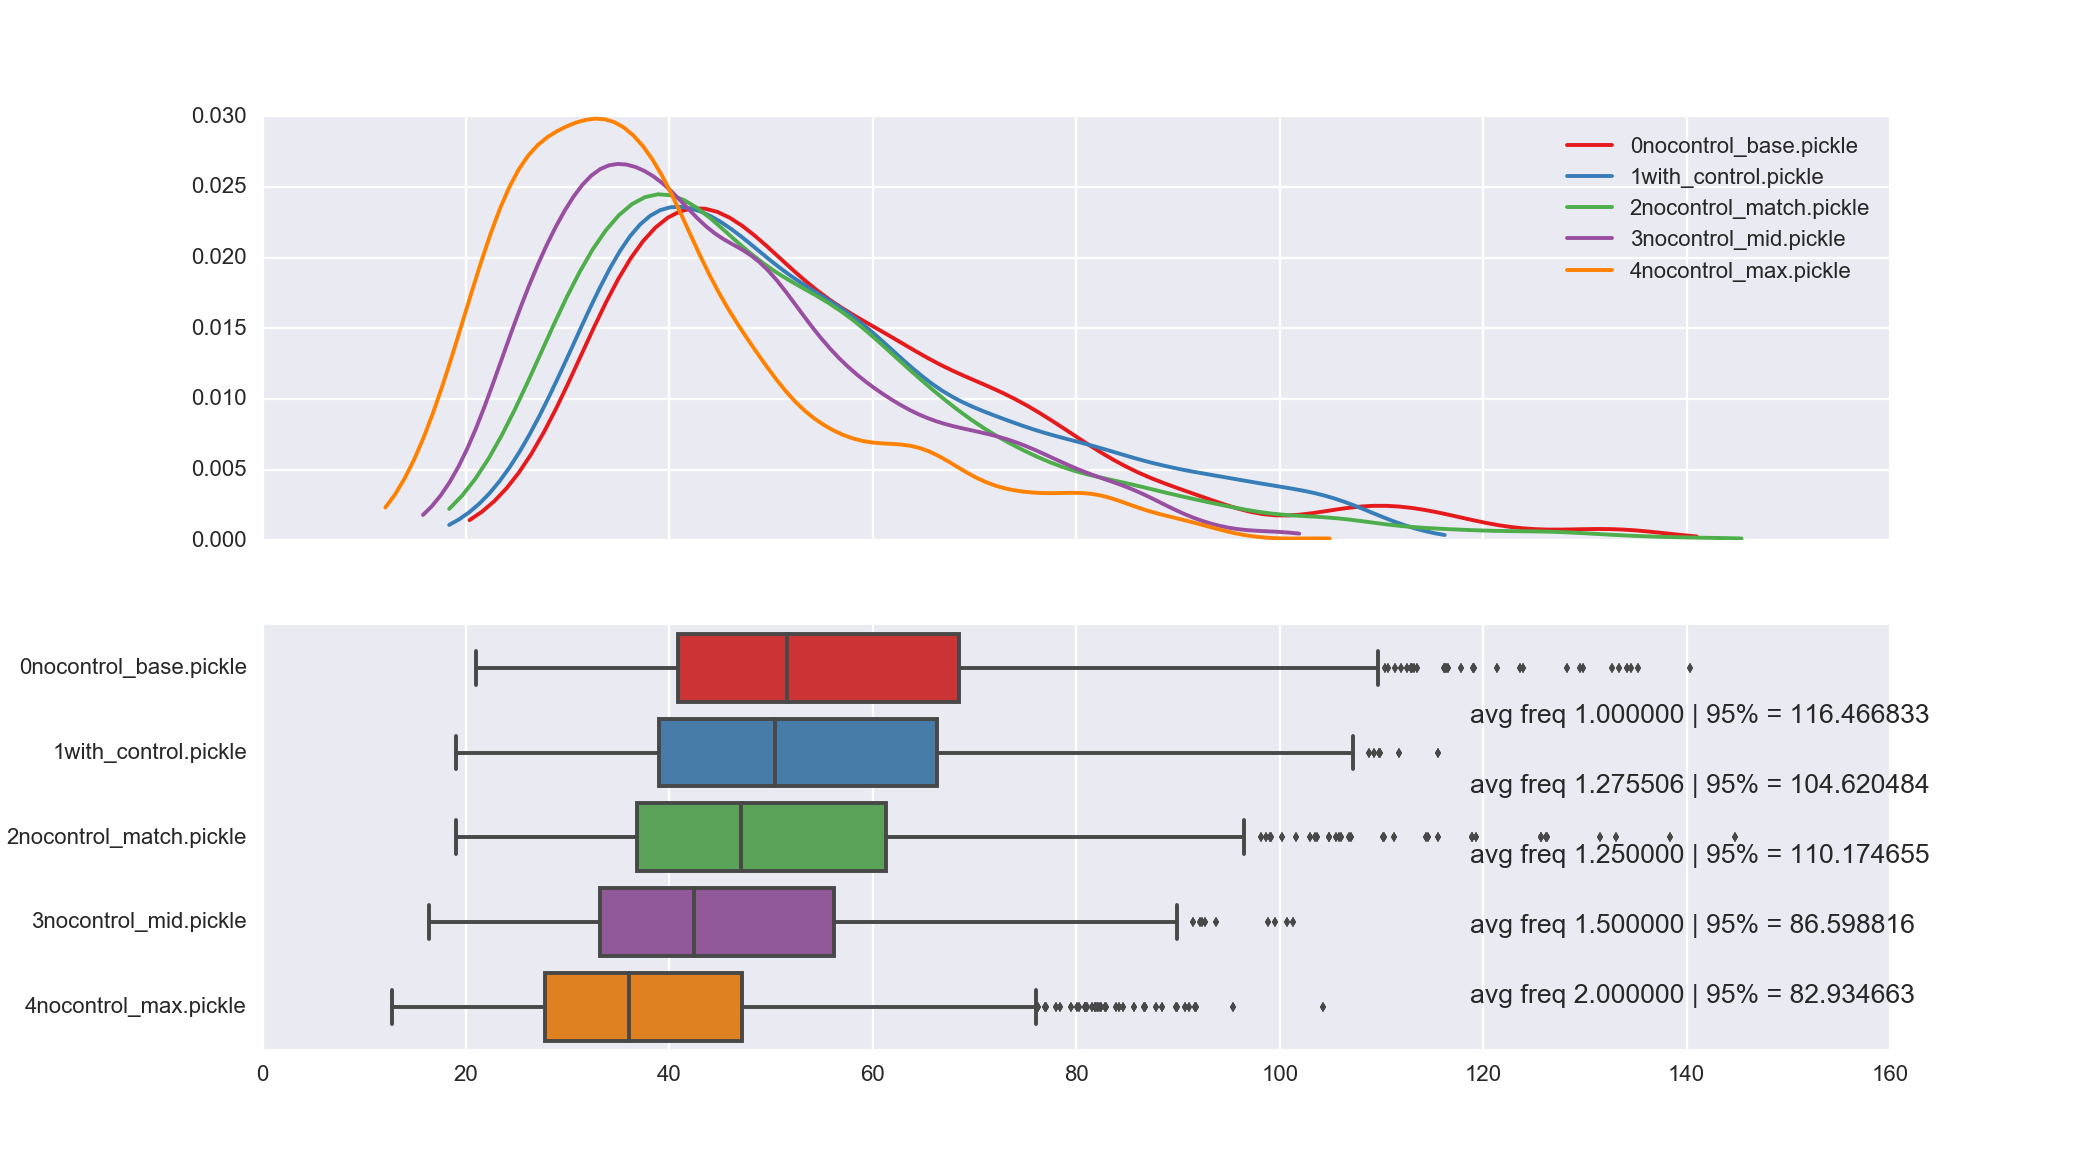 0.030
0.025
0.020
0.015
0.010
0.005
0.000
0nocontrol_base.pickle
1with_control.pickle
2nocontrol_match.pickle
3nocontrol_mid.pickle
4nocontrol_max.pickle
0nocontrol_base.pickle
avg freq 1.000000 | 95% = 116.466833
1with_control.pickle
avg freq 1.275506 | 95% = 104.620484
2nocontrol_match.pickle
avg freq 1.250000 | 95% = 110.174655
3nocontrol_mid.pickle
avg freq 1.500000 | 95% = 86.598816
4nocontrol_max.pickle
avg freq 2.000000 | 95% = 82.934663
0 20 40 60 80 100 120 140 160